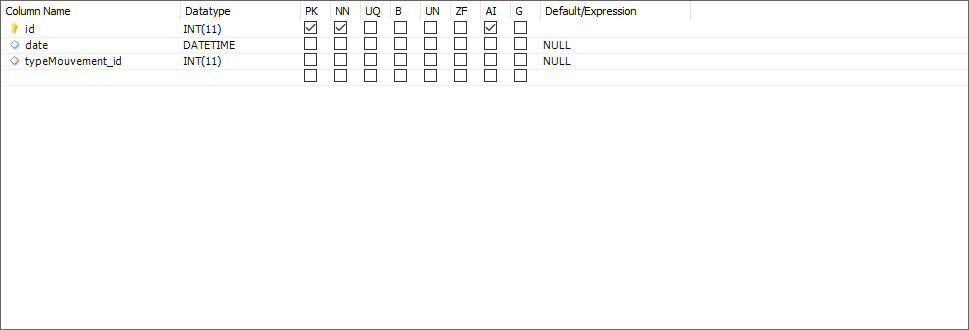 Column Name Datatype PK NN UQ B UN ZF AI G Default/Expression
id INT(11)
date DATETIME NULL
typeMouvement_id INT(11) NULL